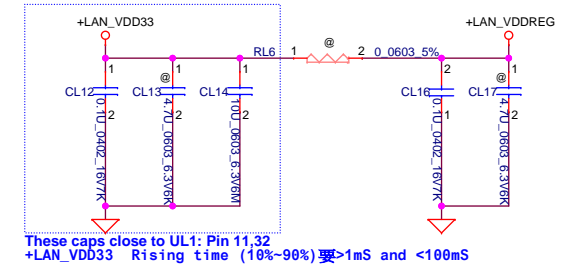 +LAN_VDD33
+LAN_VDDREG
RL6 1 @ 2 0_0603_5%
CL12 1 2 0.1U_0402_16V7K
CL13 @ 1 2 4.7U_0603_6.3V6K
CL14 1 2 10U_0603_6.3V6M
CL16 2 1 0.1U_0402_16V7K
CL17 @ 1 2 4.7U_0603_6.3V6K
These caps close to UL1: Pin 11,32
+LAN_VDD33 Rising time (10%~90%)要>1mS and <100mS